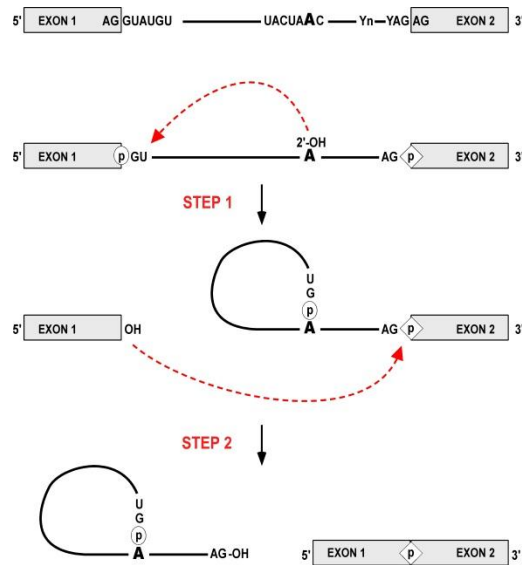 5' EXON 1 AG GUAUGU UACUAAC Yn YAG AG EXON 2 3'
2'-OH
5' EXON 1 p GU A AG p EXON 2 3'
STEP 1
U
G
p
5' EXON 1 OH A AG p EXON 2 3'
STEP 2
U
G
p
A AG-OH
5' EXON 1 p EXON 2 3'